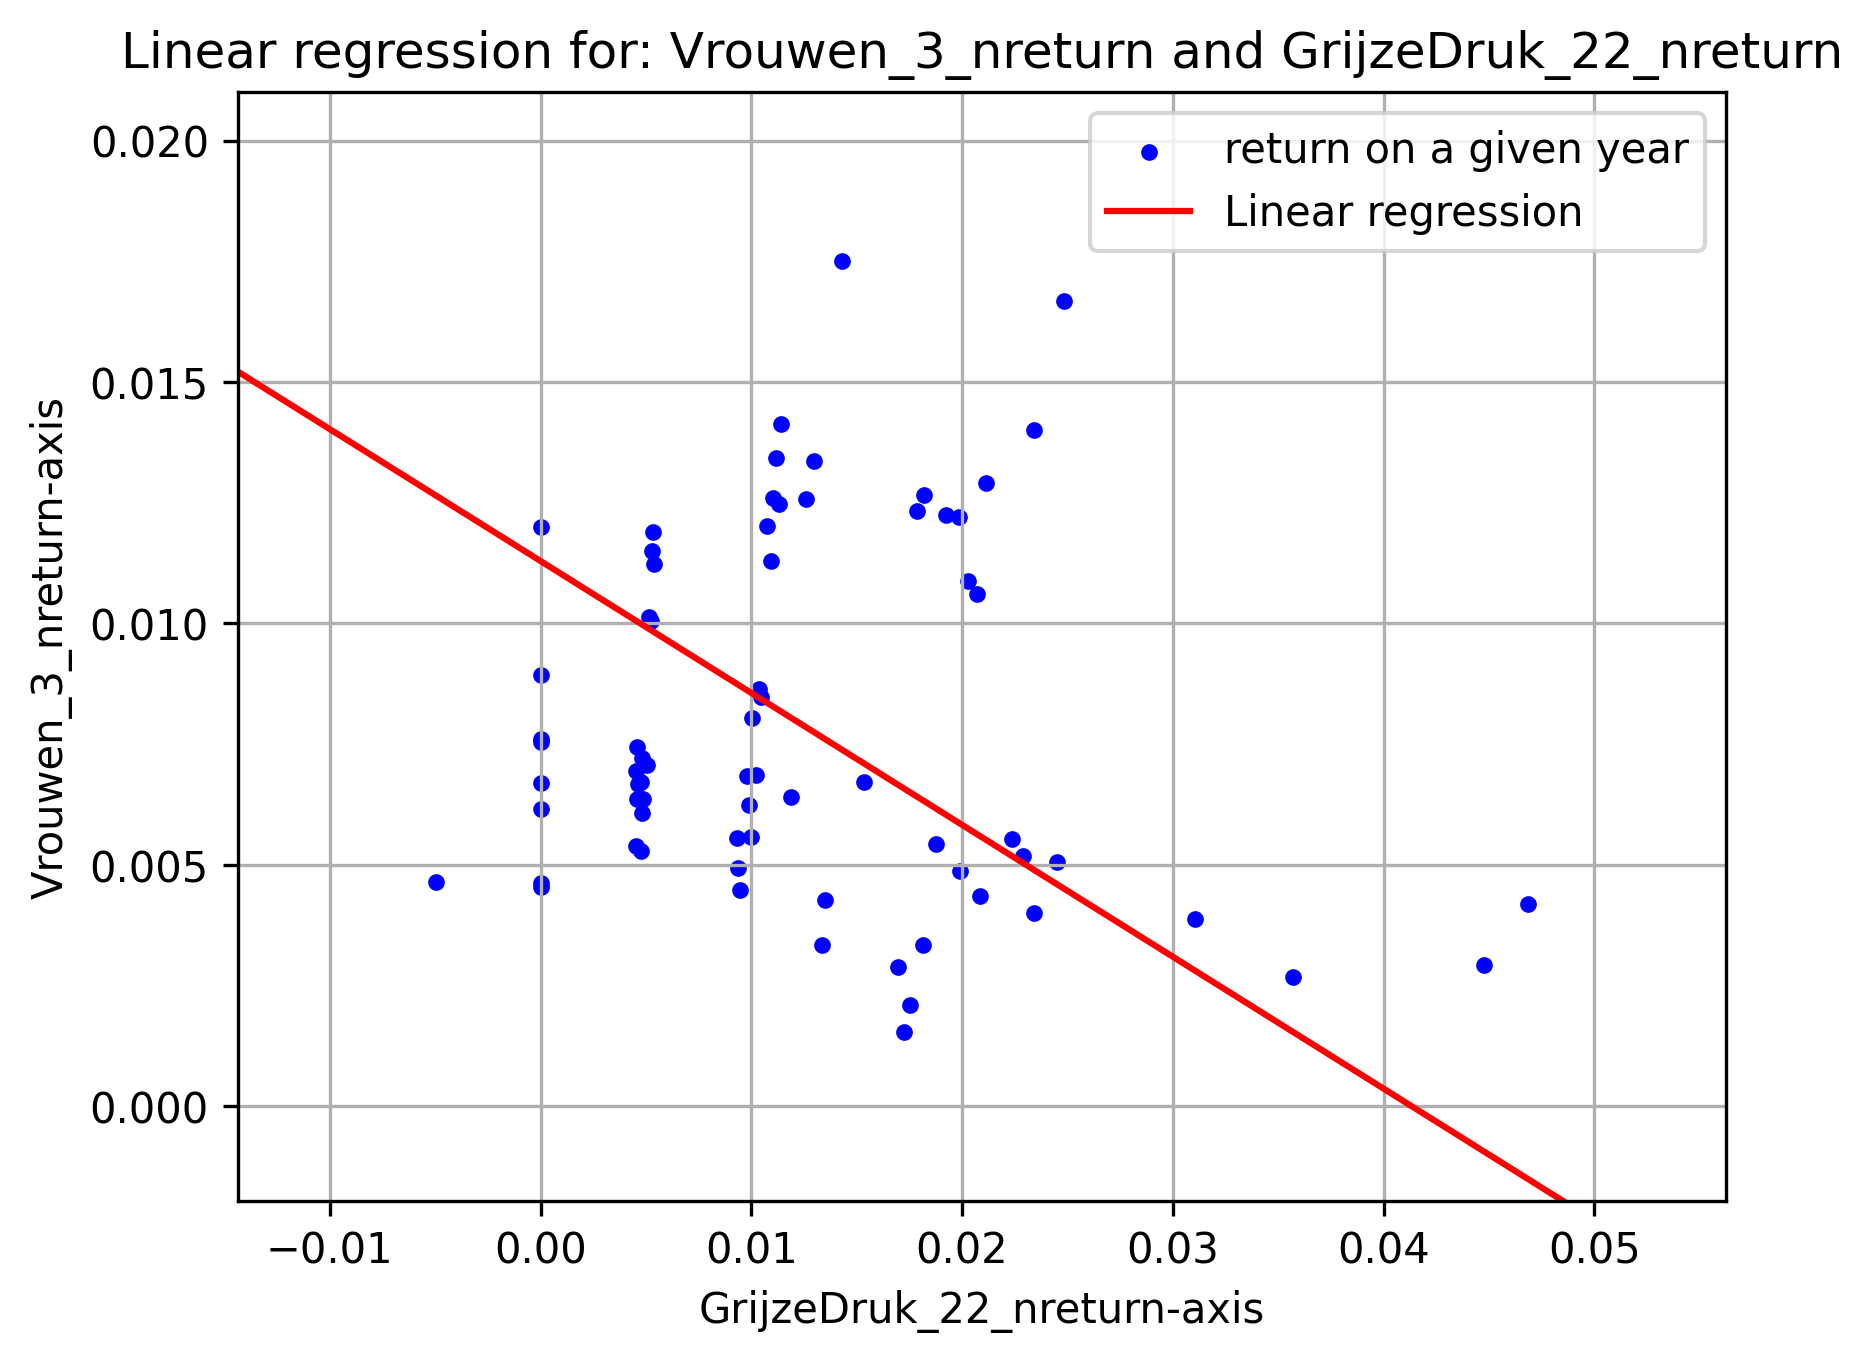 Linear regression for: Vrouwen_3_nreturn and GrijzeDruk_22_nreturn
return on a given year
Linear regression
Vrouwen_3_nreturn-axis
0.020
0.015
0.010
0.005
0.000
−0.01 0.00 0.01 0.02 0.03 0.04 0.05
GrijzeDruk_22_nreturn-axis